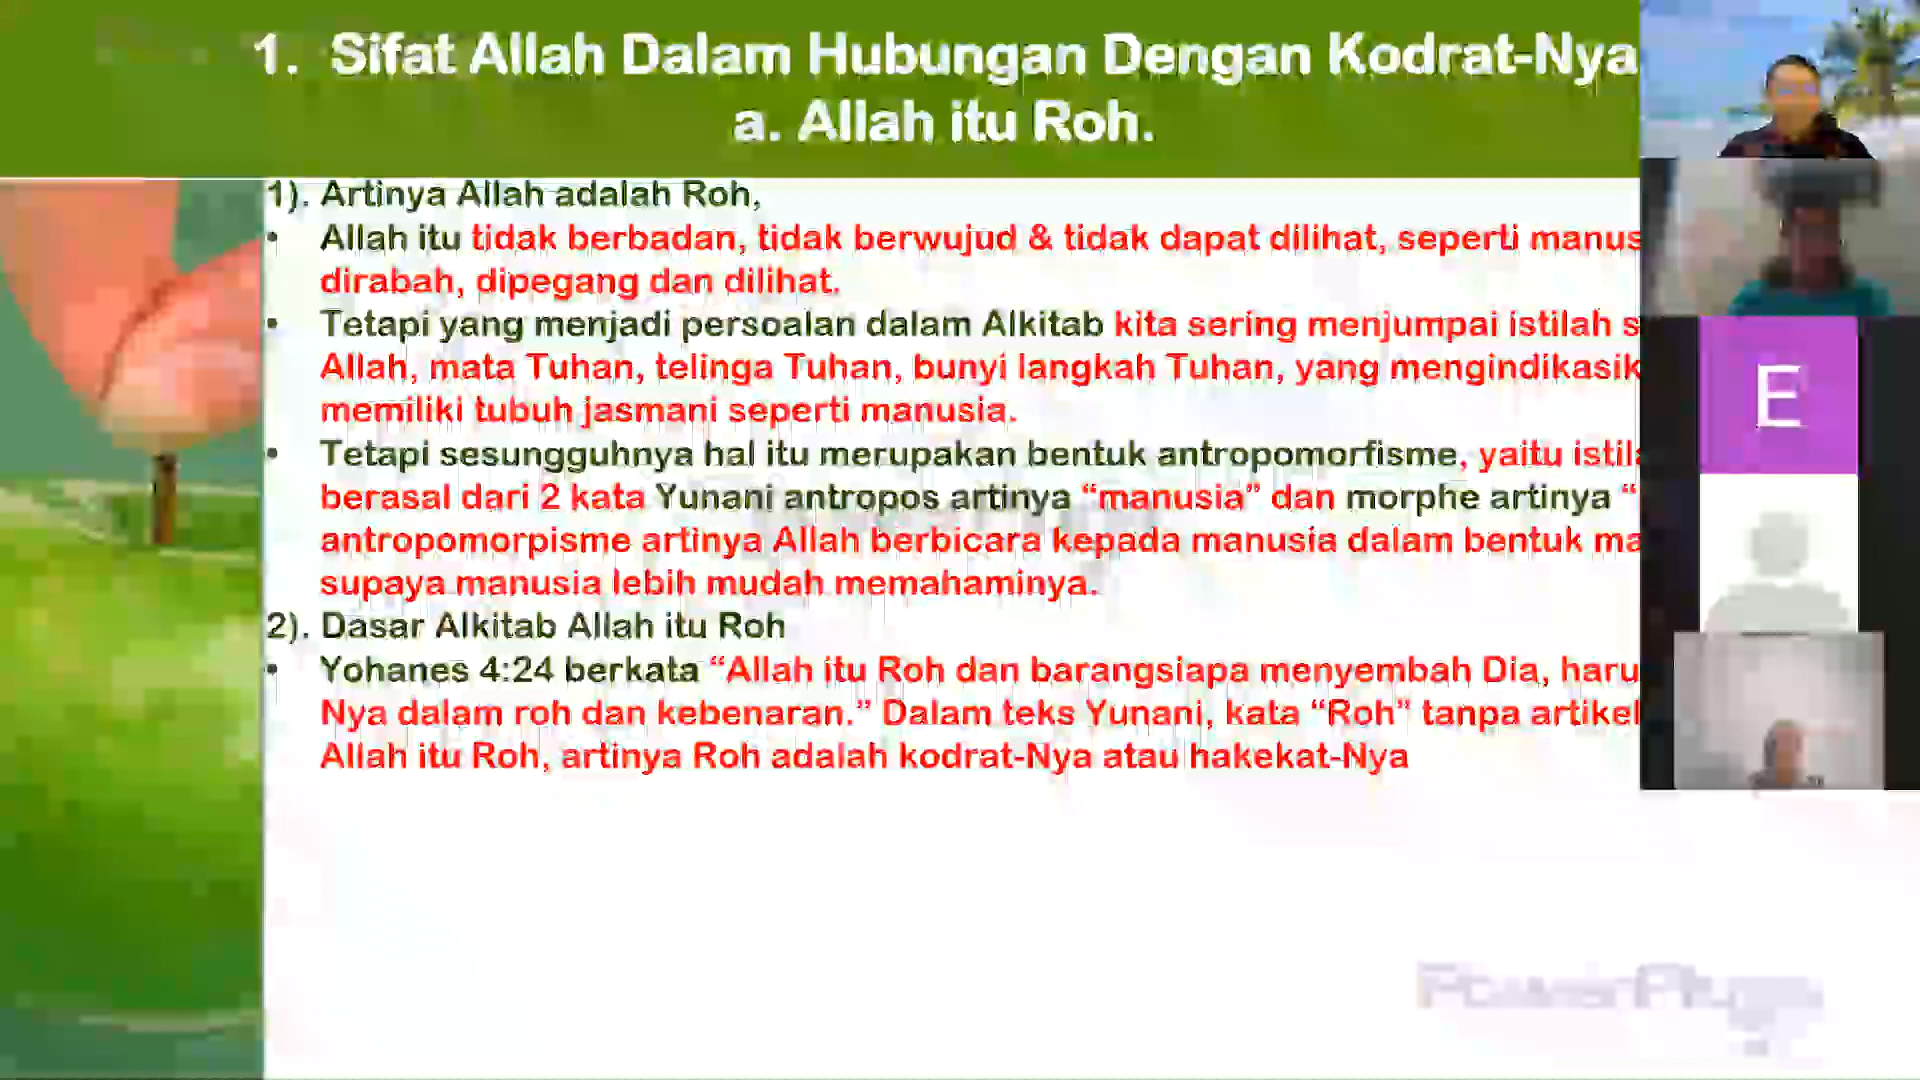 1. Sifat Allah Dalam Hubungan Dengan Kodrat-Nya
a. Allah itu Roh.
1). Artinya Allah adalah Roh,
• Allah itu tidak berbadan, tidak berwujud & tidak dapat dilihat, seperti manus
dirabah, dipegang dan dilihat.
• Tetapi yang menjadi persoalan dalam Alkitab kita sering menjumpai istilah s
Allah, mata Tuhan, telinga Tuhan, bunyi langkah Tuhan, yang mengindikasik
memiliki tubuh jasmani seperti manusia.
• Tetapi sesungguhnya hal itu merupakan bentuk antropomorfisme, yaitu istil
berasal dari 2 kata Yunani antropos artinya “manusia” dan morphe artinya “
antropomorpisme artinya Allah berbicara kepada manusia dalam bentuk ma
supaya manusia lebih mudah memahaminya.
2). Dasar Alkitab Allah itu Roh
• Yohanes 4:24 berkata “Allah itu Roh dan barangsiapa menyembah Dia, haru
Nya dalam roh dan kebenaran.” Dalam teks Yunani, kata “Roh” tanpa artikel
Allah itu Roh, artinya Roh adalah kodrat-Nya atau hakekat-Nya
E